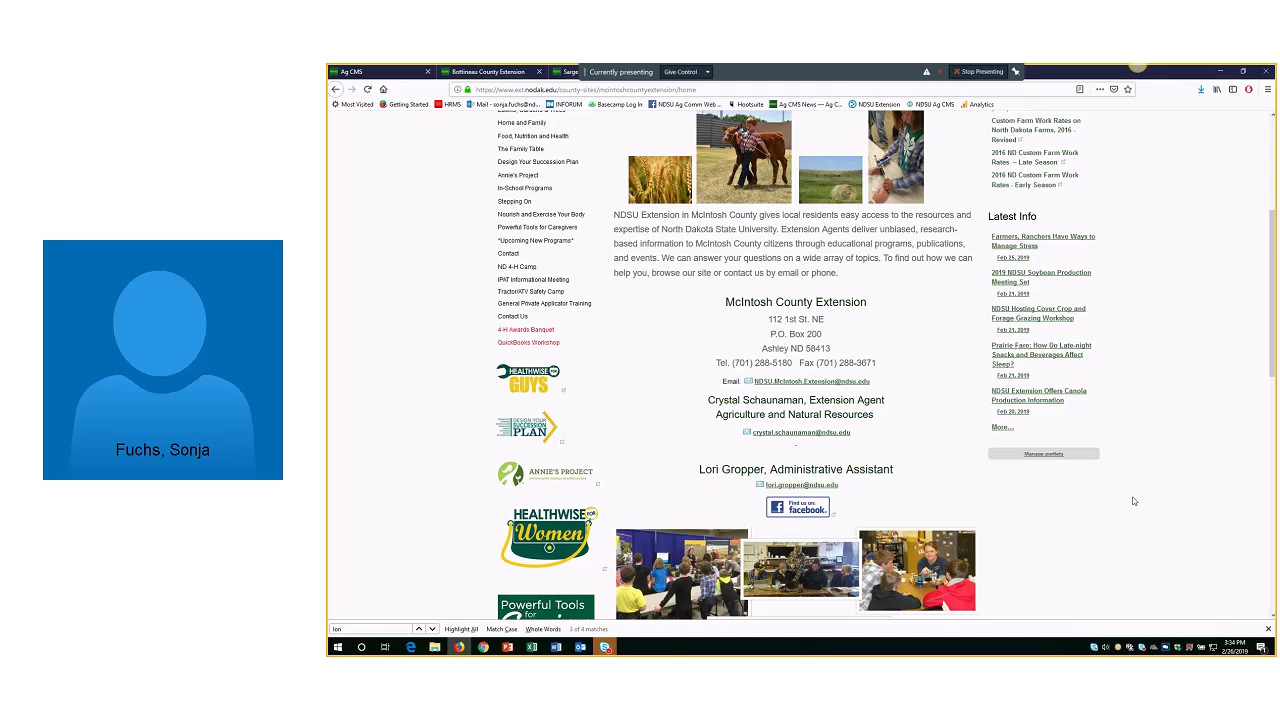 Fuchs, Sonja
Ag CMS
Bottineau County Extension
Sarge
Currently presenting
Give Control
Stop Presenting
https://www.ext.nodak.edu/county-sites/mcintoshcountyextension/home
Most Visited
Getting Started
HRMS
Mail - sonja.fuchs@nd...
INFORUM
Basecamp Log In
NDSU Ag Comm Web ...
Hootsuite
Ag CMS News — Ag C...
NDSU Extension
NDSU Ag CMS
Analytics
Home and Family
Food, Nutrition and Health
The Family Table
Design Your Succession Plan
Annie's Project
In-School Programs
Stepping On
Nourish and Exercise Your Body
Powerful Tools for Caregivers
*Upcoming New Programs*
Contact
ND 4-H Camp
IPAT Informational Meeting
Tractor/ATV Safety Camp
General Private Applicator Training
Contact Us
4-H Awards Banquet
QuickBooks Workshop
HEALTHWISE FOR
GUYS
DESIGN YOUR
SUCCESSION
PLAN
ANNIE'S PROJECT
HEALTHWISE FOR
Women
Powerful Tools
for
NDSU Extension in McIntosh County gives local residents easy access to the resources and
expertise of North Dakota State University. Extension Agents deliver unbiased, research-
based information to McIntosh County citizens through educational programs, publications,
and events. We can answer your questions on a wide array of topics. To find out how we can
help you, browse our site or contact us by email or phone.
McIntosh County Extension
112 1st St. NE
P.O. Box 200
Ashley ND 58413
Tel. (701) 288-5180 Fax (701) 288-3671
Email: NDSU.McIntosh.Extension@ndsu.edu
Crystal Schaunaman, Extension Agent
Agriculture and Natural Resources
crystal.schaunaman@ndsu.edu
Lori Gropper, Administrative Assistant
lori.gropper@ndsu.edu
Find us on
facebook.
Custom Farm Work Rates on
North Dakota Farms, 2016 -
Revised
2016 ND Custom Farm Work
Rates – Late Season
2016 ND Custom Farm Work
Rates - Early Season
Latest Info
Farmers, Ranchers Have Ways to
Manage Stress
Feb 25, 2019
2019 NDSU Soybean Production
Meeting Set
Feb 21, 2019
NDSU Hosting Cover Crop and
Forage Grazing Workshop
Feb 21, 2019
Prairie Fare: How Do Late-night
Snacks and Beverages Affect
Sleep?
Feb 21, 2019
NDSU Extension Offers Canola
Production Information
Feb 20, 2019
More...
Manage portlets
lori
Highlight All
Match Case
Whole Words
3 of 4 matches
3:34 PM
2/26/2019